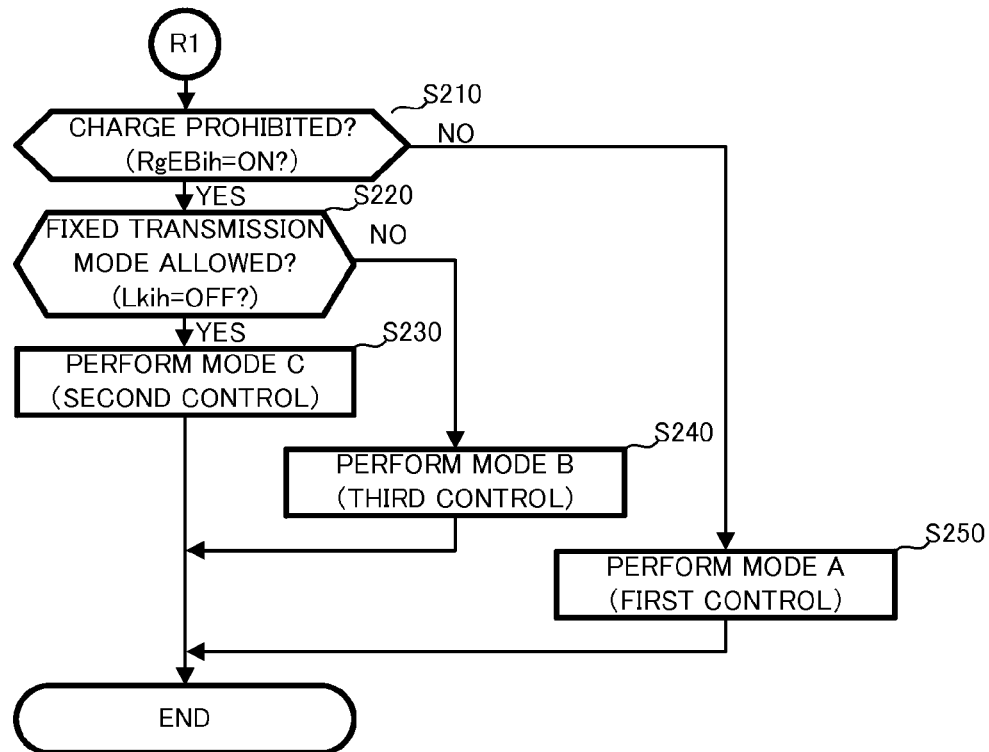 R1
S210
CHARGE PROHIBITED?
(RgEBih=ON?)
NO
YES
S220
FIXED TRANSMISSION
MODE ALLOWED?
(Lkih=OFF?)
NO
YES
S230
PERFORM MODE C
(SECOND CONTROL)
S240
PERFORM MODE B
(THIRD CONTROL)
S250
PERFORM MODE A
(FIRST CONTROL)
END